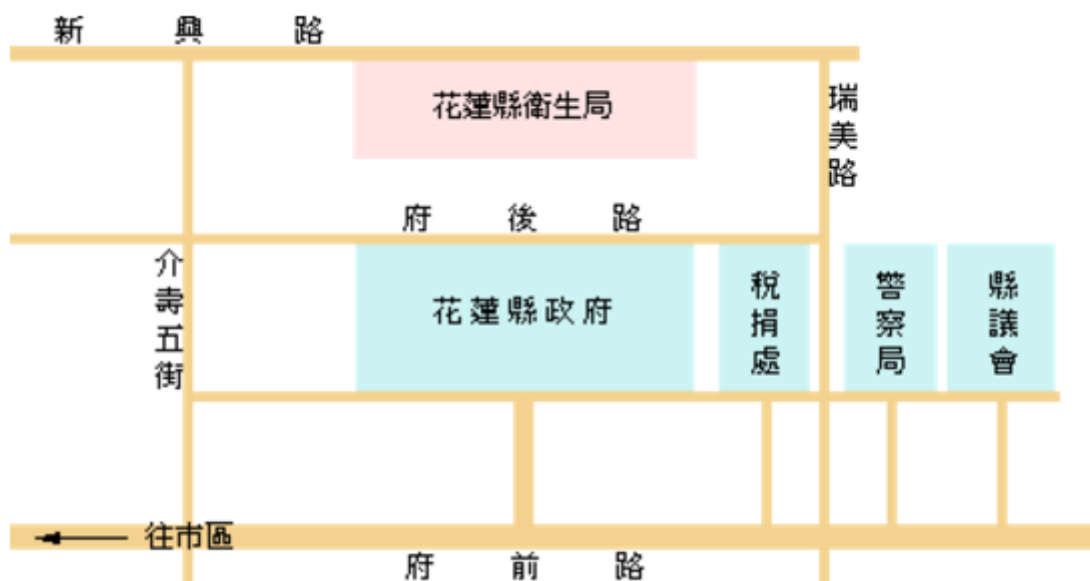 新興路
花蓮縣衛生局
瑞美路
府後路
介壽五街
花蓮縣政府
稅捐處
警察局
縣議會
往市區
府前路